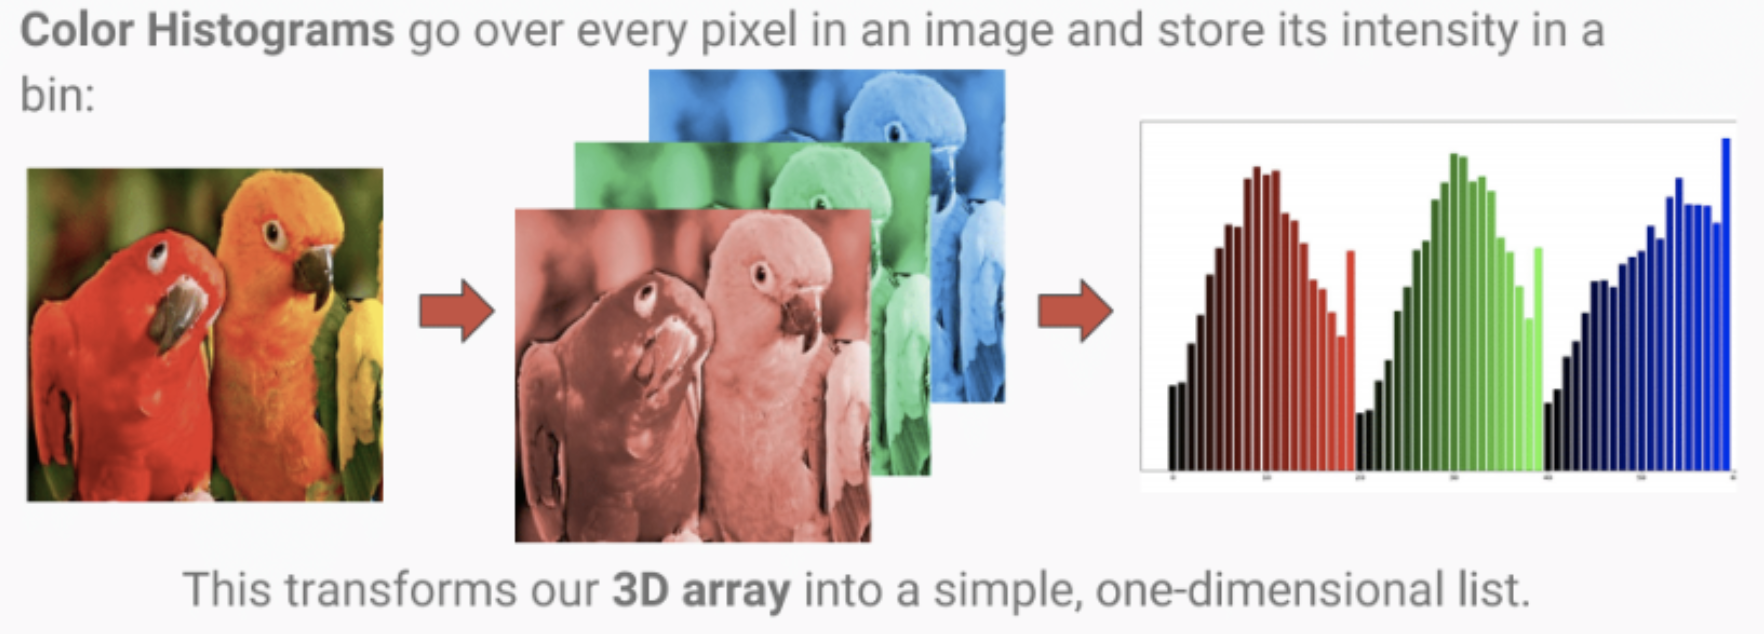 Color Histograms go over every pixel in an image and store its intensity in a
bin:
This transforms our 3D array into a simple, one-dimensional list.